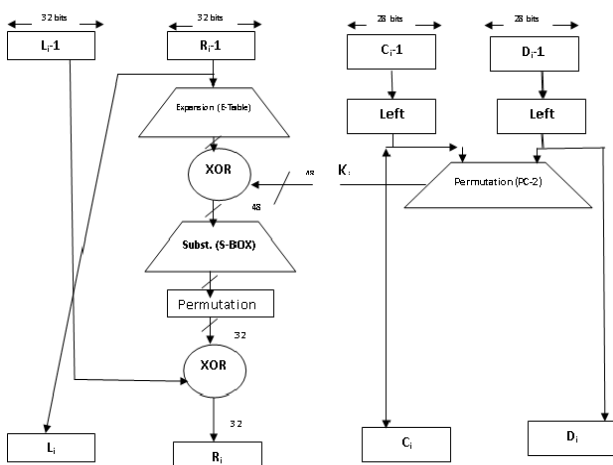 32 bits 32 bits 28 bits 28 bits
Lᵢ-1 Rᵢ-1 Cᵢ-1 Dᵢ-1
Expansion (E-Table) Left Left
XOR 48 Kᵢ Permutation (PC-2)
48
Subst. (S-BOX)
Permutation
32
XOR
32
Lᵢ Rᵢ Cᵢ Dᵢ